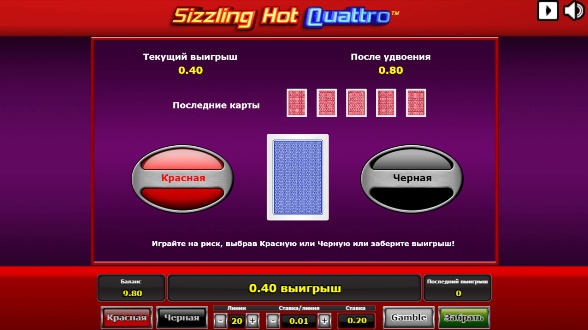 Sizzling Hot Quattro™
Текущий выигрыш
0.40
После удвоения
0.80
Последние карты
Красная
Черная
Играйте на риск, выбрав Красную или Черную или заберите выигрыш!
Баланс
9.80
0.40 выигрыш
Последний выигрыш
0
Красная
Черная
Линии
- 20 +
Ставка/линия
- 0.01 +
Ставка
0.20
Gamble
Забрать